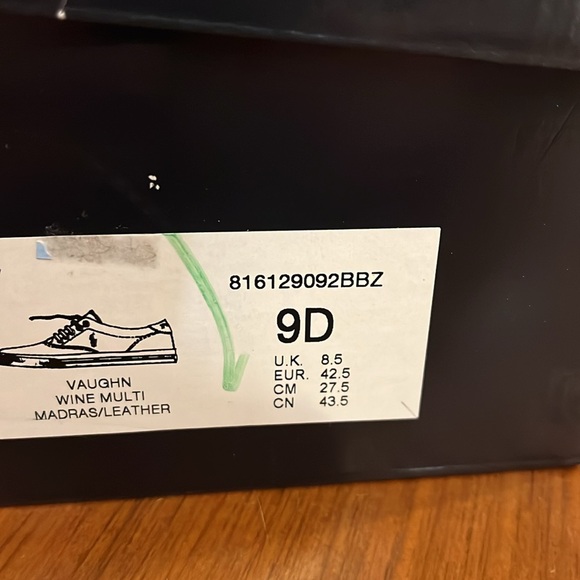 816129092BBZ
9D
U.K. 8.5
EUR. 42.5
CM 27.5
CN 43.5
VAUGHN
WINE MULTI
MADRAS/LEATHER